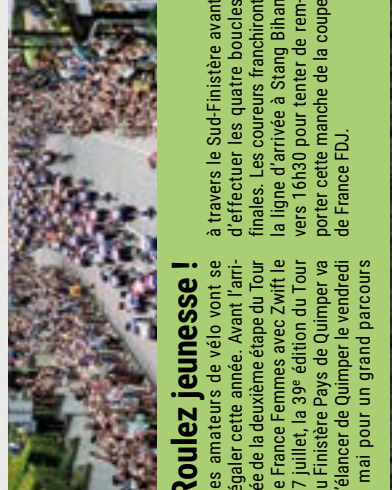 Roulez jeunesse !
es amateurs de vélo vont se
égaler cette année. Avant l'arri-
ée de la deuxième étape du Tour
e France Femmes avec Zwift le
7 juillet, la 39e édition du Tour
u Finistère Pays de Quimper va
'élancer de Quimper le vendredi
mai pour un grand parcours
à travers le Sud-Finistère avant
d'effectuer les quatre boucles
finales. Les coureurs franchiront
la ligne d'arrivée à Stang Bihan
vers 16h30 pour tenter de rem-
porter cette manche de la coupe
de France FDJ.